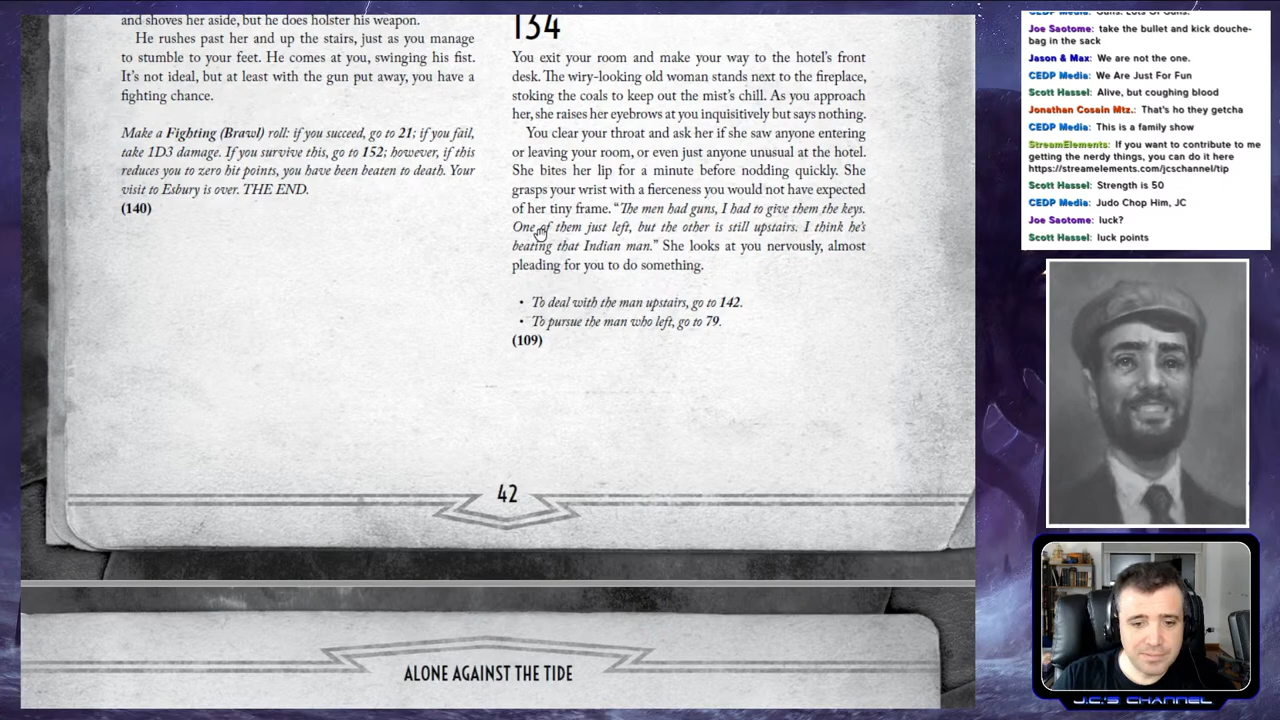 and shoves her aside, but he does holster his weapon.
He rushes past her and up the stairs, just as you manage
to stumble to your feet. He comes at you swinging his fist.
It's not ideal, but at least with the gun put away, you have a
fighting chance.
Make a Fighting (Brawl) roll: if you succeed, go to 21; if you fail,
take 1D3 damage. If you survive this, go to 152; however, if this
reduces you to zero hit points, you have been beaten to death. Your
visit to Esbury is over. THE END.
(140)
134
You exit your room and make your way to the hotel's front
desk. The wiry-looking old woman stands next to the fireplace,
stoking the coals to keep out the mist's chill. As you approach
her, she raises her eyebrows at you inquisitively but says nothing.
You clear your throat and ask her if she saw anyone entering
or leaving your room, or even just anyone unusual at the hotel.
She bites her lip for a minute before nodding quickly. She
grasps your wrist with a fierceness you would not have expected
of her tiny frame. "The men had guns, I had to give them the keys.
One of them just left, but the other is still upstairs. I think he's
beating that Indian man." She looks at you nervously, almost
pleading for you to do something.
• To deal with the man upstairs, go to 142.
• To pursue the man who left, go to 79.
(109)
42
ALONE AGAINST THE TIDE
CEDP Media: Guns. Lots Of Guns.
Joe Saotome: take the bullet and kick douche-
bag in the sack
Jason & Max: We are not the one.
CEDP Media: We Are Just For Fun
Scott Hassel: Alive, but coughing blood
Jonathan Cosain Mtz.: That's ho they getcha
CEDP Media: This is a family show
StreamElements: If you want to contribute to me
getting the nerdy things, you can do it here
https://streamelements.com/jcschannel/tip
Scott Hassel: Strength is 50
CEDP Media: Judo Chop Him, JC
Joe Saotome: luck?
Scott Hassel: luck points
J.C.'S CHANNEL